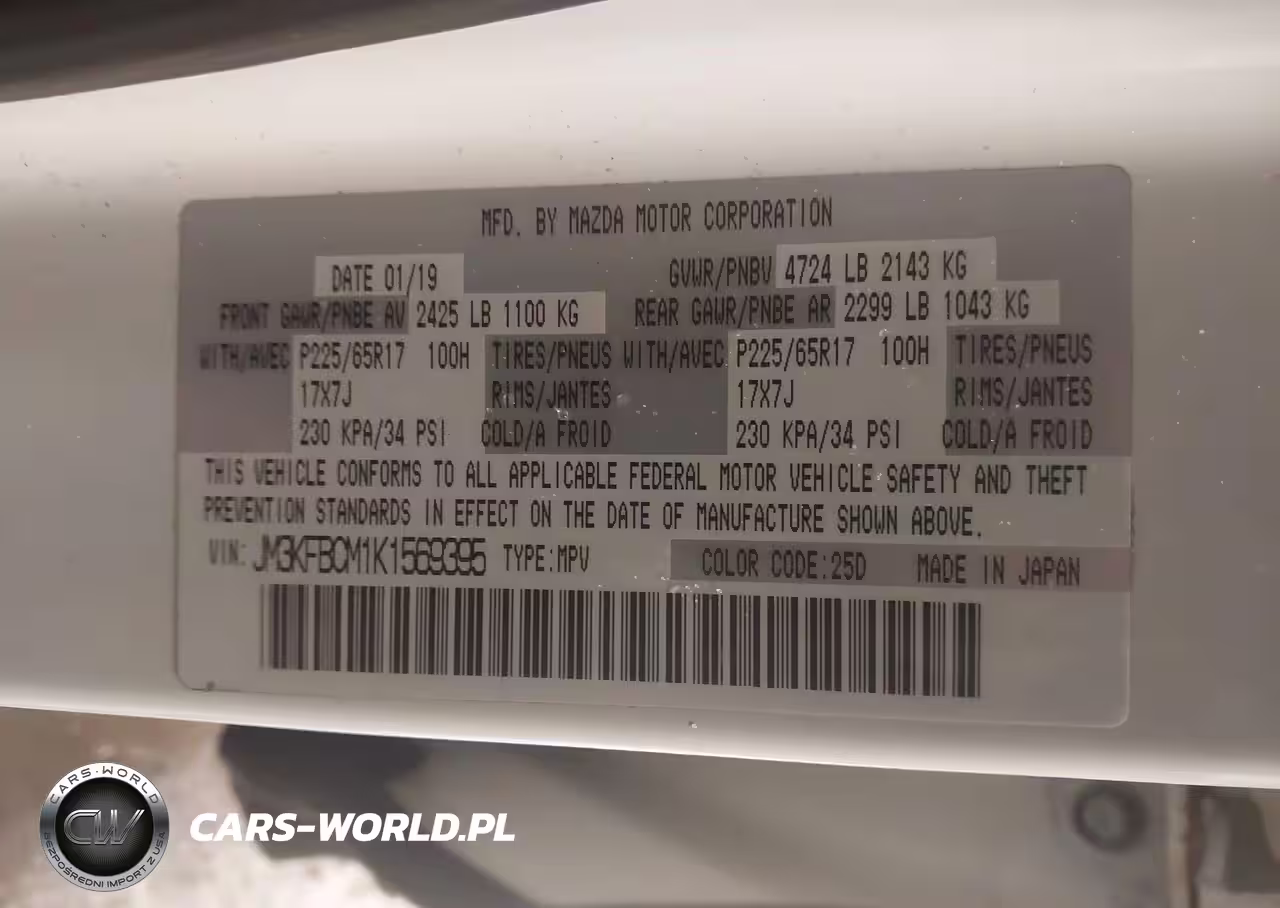 MFD. BY MAZDA MOTOR CORPORATION
DATE 01/19 GVWR/PNBV 4724 LB 2143 KG
FRONT GAWR/PNBE AV 2425 LB 1100 KG REAR GAWR/PNBE AR 2299 LB 1043 KG
WITH/AVEC P225/65R17 100H TIRES/PNEUS WITH/AVEC P225/65R17 100H TIRES/PNEUS
17X7J RIMS/JANTES 17X7J RIMS/JANTES
230 KPA/34 PSI COLD/A FROID 230 KPA/34 PSI COLD/A FROID
THIS VEHICLE CONFORMS TO ALL APPLICABLE FEDERAL MOTOR VEHICLE SAFETY AND THEFT
PREVENTION STANDARDS IN EFFECT ON THE DATE OF MANUFACTURE SHOWN ABOVE.
VIN: JM3KFBCM1K1569395 TYPE:MPV COLOR CODE:25D MADE IN JAPAN
CARS-WORLD
CW
BEZPOŚREDNI IMPORT Z USA
CARS-WORLD.PL